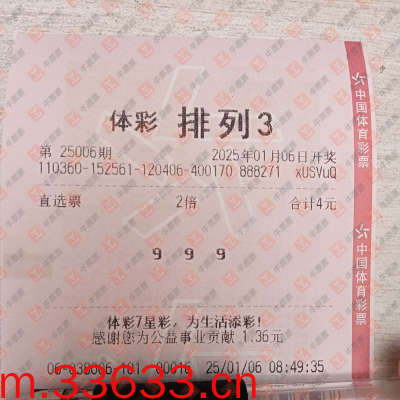 体彩 排列3
第 25006期 2025年01月06日开奖
110360-152561-120406-400170 888271 xUSVuQ
直选票 2倍 合计4元
9 9 9
体彩7星彩，为生活添彩！
感谢您为公益事业贡献 1.36元
25/01/06 08:49:35
m.33633.cn
中国体育彩票
中国体育彩票